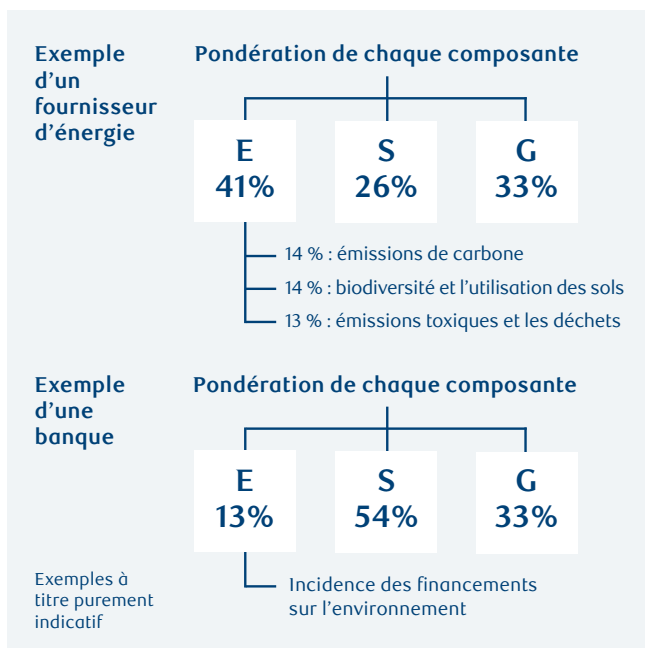 Exemple
d’un
fournisseur
d’énergie
Pondération de chaque composante
E
41%
S
26%
G
33%
14 % : émissions de carbone
14 % : biodiversité et l’utilisation des sols
13 % : émissions toxiques et les déchets
Exemple
d’une
banque
Pondération de chaque composante
E
13%
S
54%
G
33%
Incidence des financements
sur l’environnement
Exemples à
titre purement
indicatif